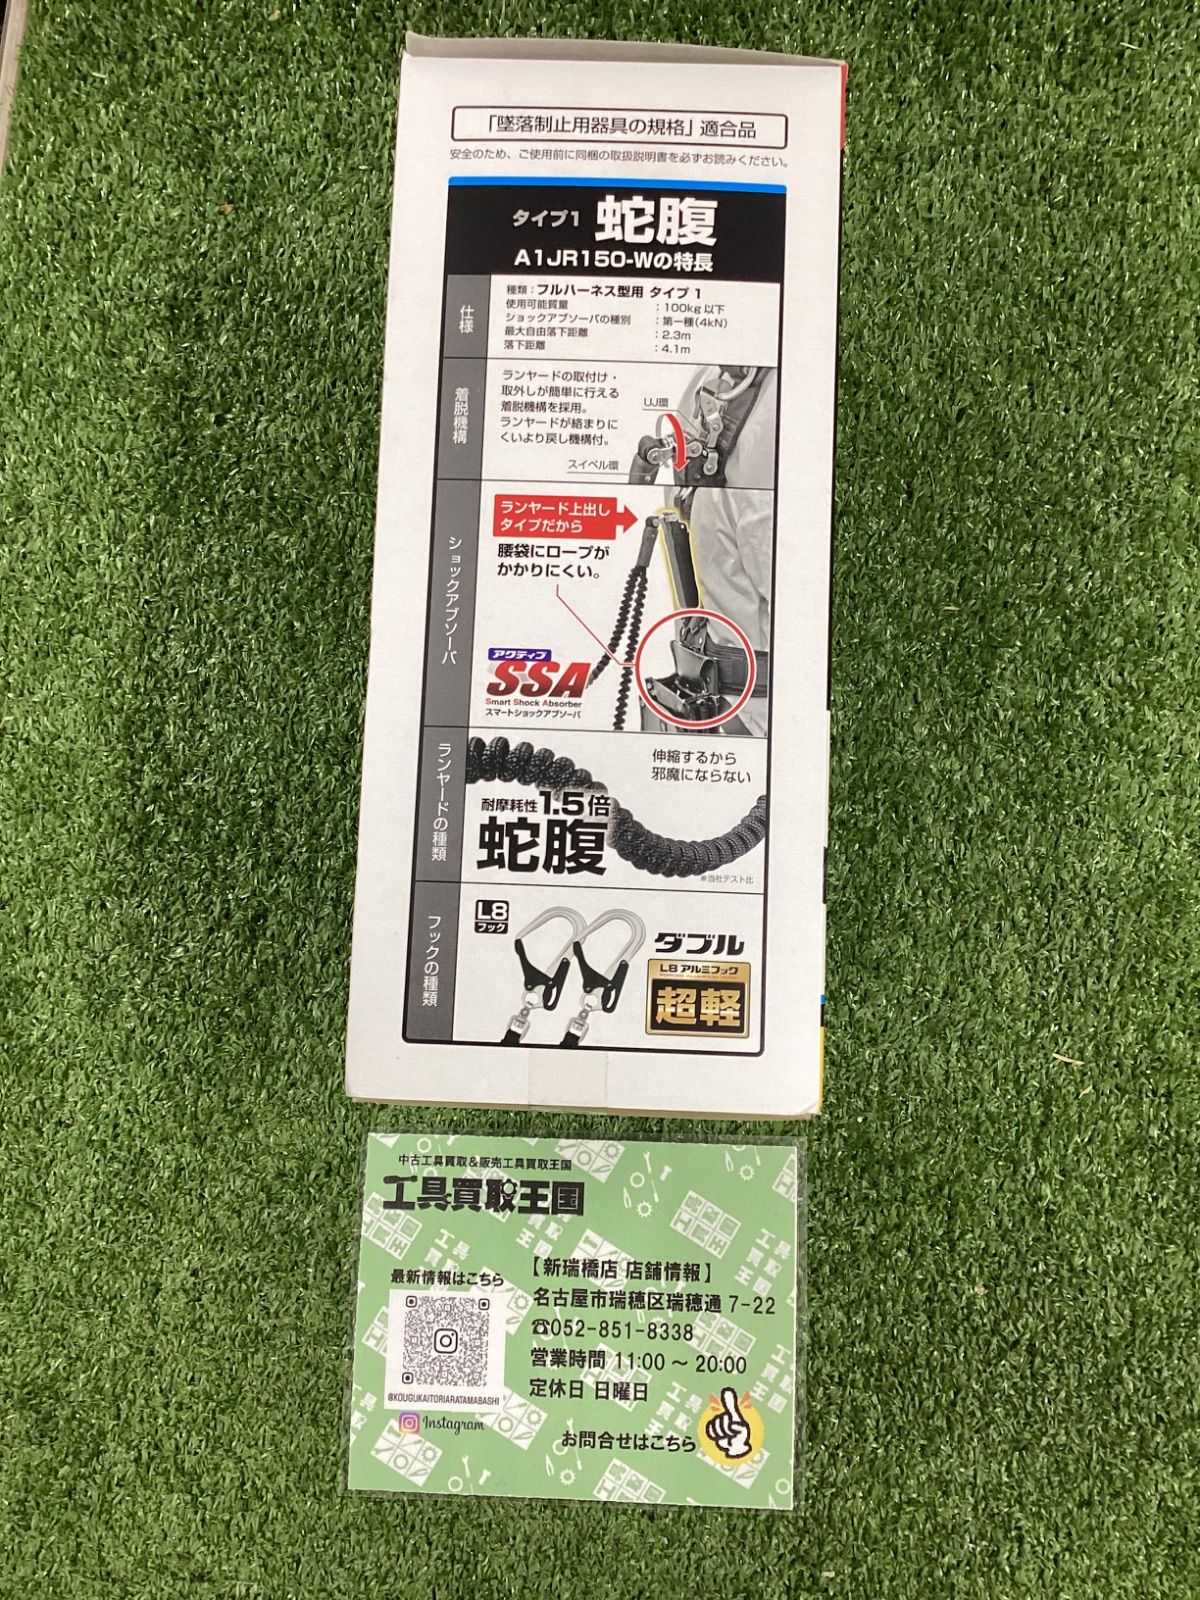 「墜落制止用器具の規格」適合品
安全のため、ご使用前に同梱の取扱説明書を必ずお読みください。
タイプ1 蛇腹
A1JR150-Wの特長
仕様
種類：フルハーネス型用 タイプ 1
使用可能質量 ：100kg以下
ショックアブソーバの種別 ：第一種(4kN)
最大自由落下距離 ：2.3m
落下距離 ：4.1m
着脱機構
ランヤードの取付け・
取外しが簡単に行える
着脱機構を採用。
ランヤードが絡まりに
くいより戻し機構付。
UJ環
スイベル環
ショックアブソーバ
ランヤード上出し
タイプだから
腰袋にロープが
かかりにくい。
アクティブ
SSA
Smart Shock Absorber
スマートショックアブソーバ
ランヤードの種類
伸縮するから
邪魔にならない
耐摩耗性1.5倍
蛇腹
※当社テスト比
フックの種類
L8
フック
ダブル
L8 アルミフック
超軽
中古工具買取&販売工具買取王国
工具買取王国
最新情報はこちら
@KOUGUKAITORIARATAMABASHI
Instagram
【新瑞橋店 店舗情報】
名古屋市瑞穂区瑞穂通 7-22
☎052-851-8338
営業時間 11:00 ～ 20:00
定休日 日曜日
お問合せはこちら